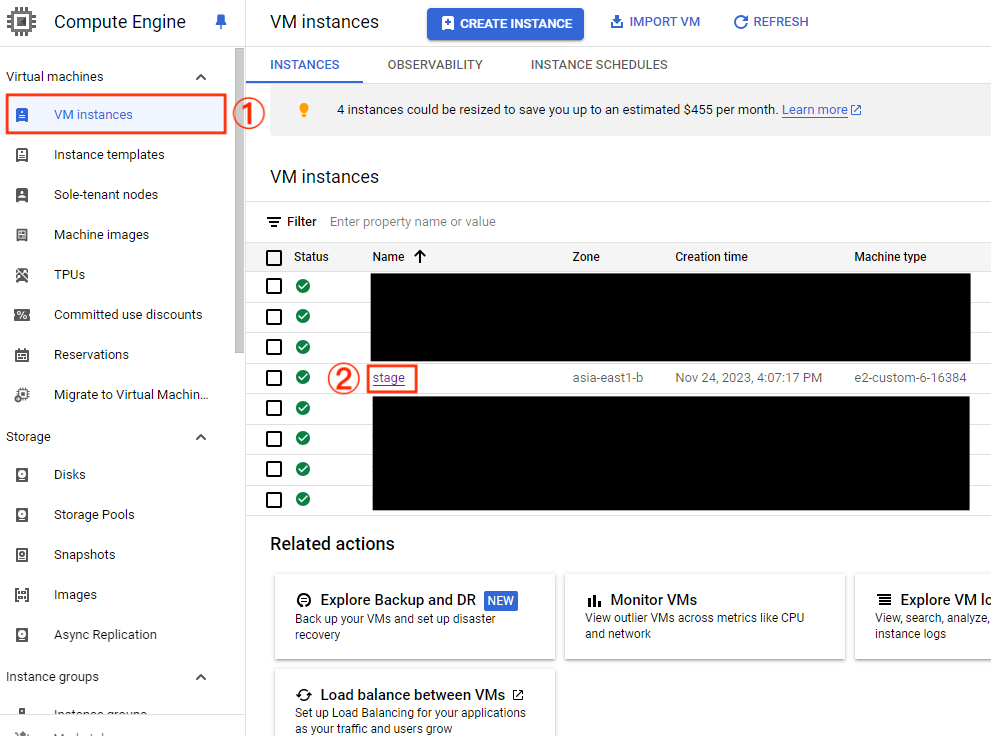 Compute Engine
Virtual machines
VM instances
①
Instance templates
Sole-tenant nodes
Machine images
TPUs
Committed use discounts
Reservations
Migrate to Virtual Machin...
Storage
Disks
Storage Pools
Snapshots
Images
Async Replication
Instance groups
Instance groups
VM instances
CREATE INSTANCE
IMPORT VM
REFRESH
INSTANCES
OBSERVABILITY
INSTANCE SCHEDULES
4 instances could be resized to save you up to an estimated $455 per month. Learn more
VM instances
Filter Enter property name or value
Status Name Zone Creation time Machine type
② stage asia-east1-b Nov 24, 2023, 4:07:17 PM e2-custom-6-16384
Related actions
Explore Backup and DR NEW
Back up your VMs and set up disaster
recovery
Monitor VMs
View outlier VMs across metrics like CPU
and network
Explore VM lo
View, search, analyze,
instance logs
Load balance between VMs
Set up Load Balancing for your applications
as your traffic and users grow